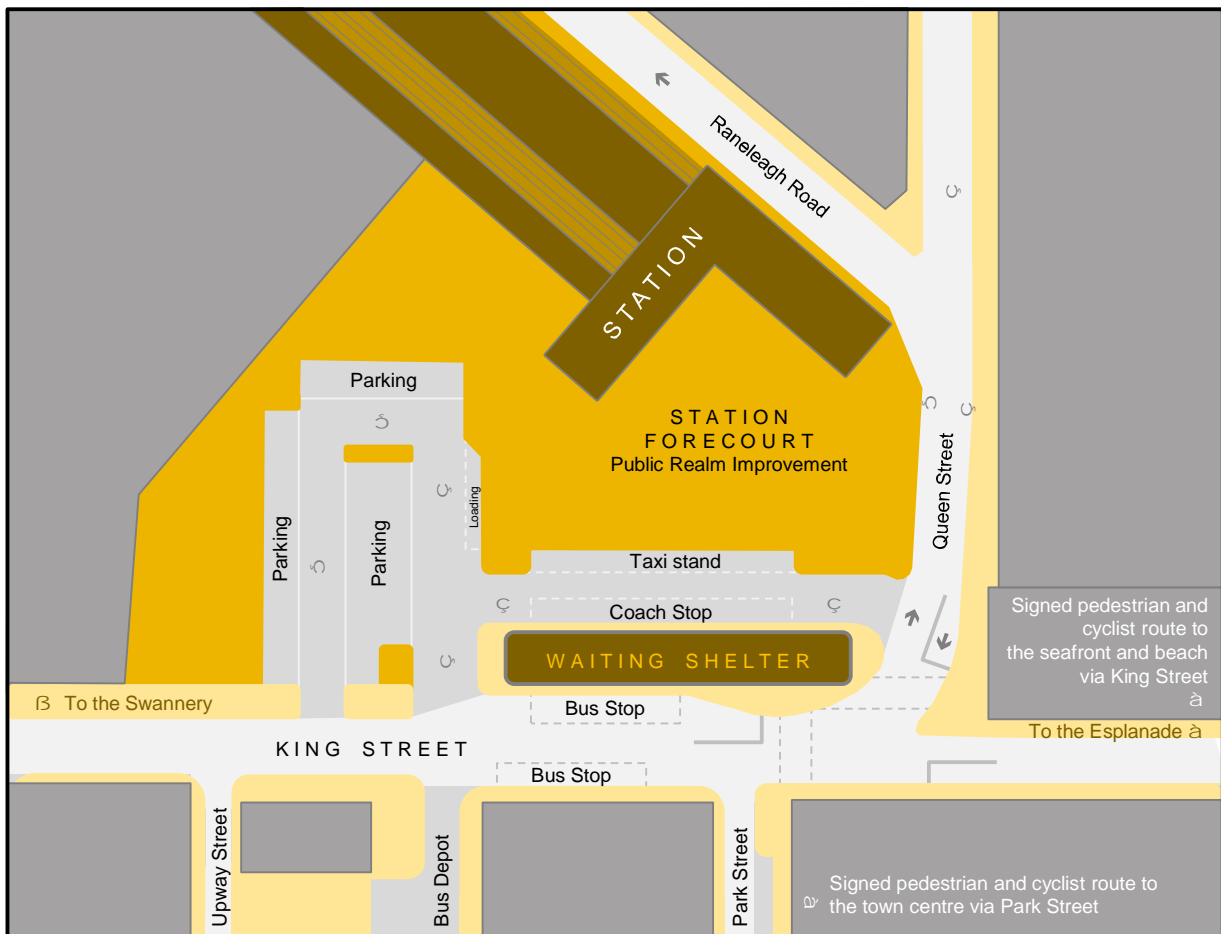 Raneleagh Road
Ç
STATION
Parking
Ç
Ç
Ç
STATION
FORECOURT
Public Realm Improvement
Ç
Loading
Queen Street
Parking
Parking
Ç
Taxi stand
Ç
Coach Stop
Ç
Signed pedestrian and
cyclist route to
the seafront and beach
via King Street
à
WAITING SHELTER
Ç
ß To the Swannery
Bus Stop
To the Esplanade à
KING STREET
Bus Stop
Upway Street
Bus Depot
Park Street
Signed pedestrian and cyclist route to
à the town centre via Park Street